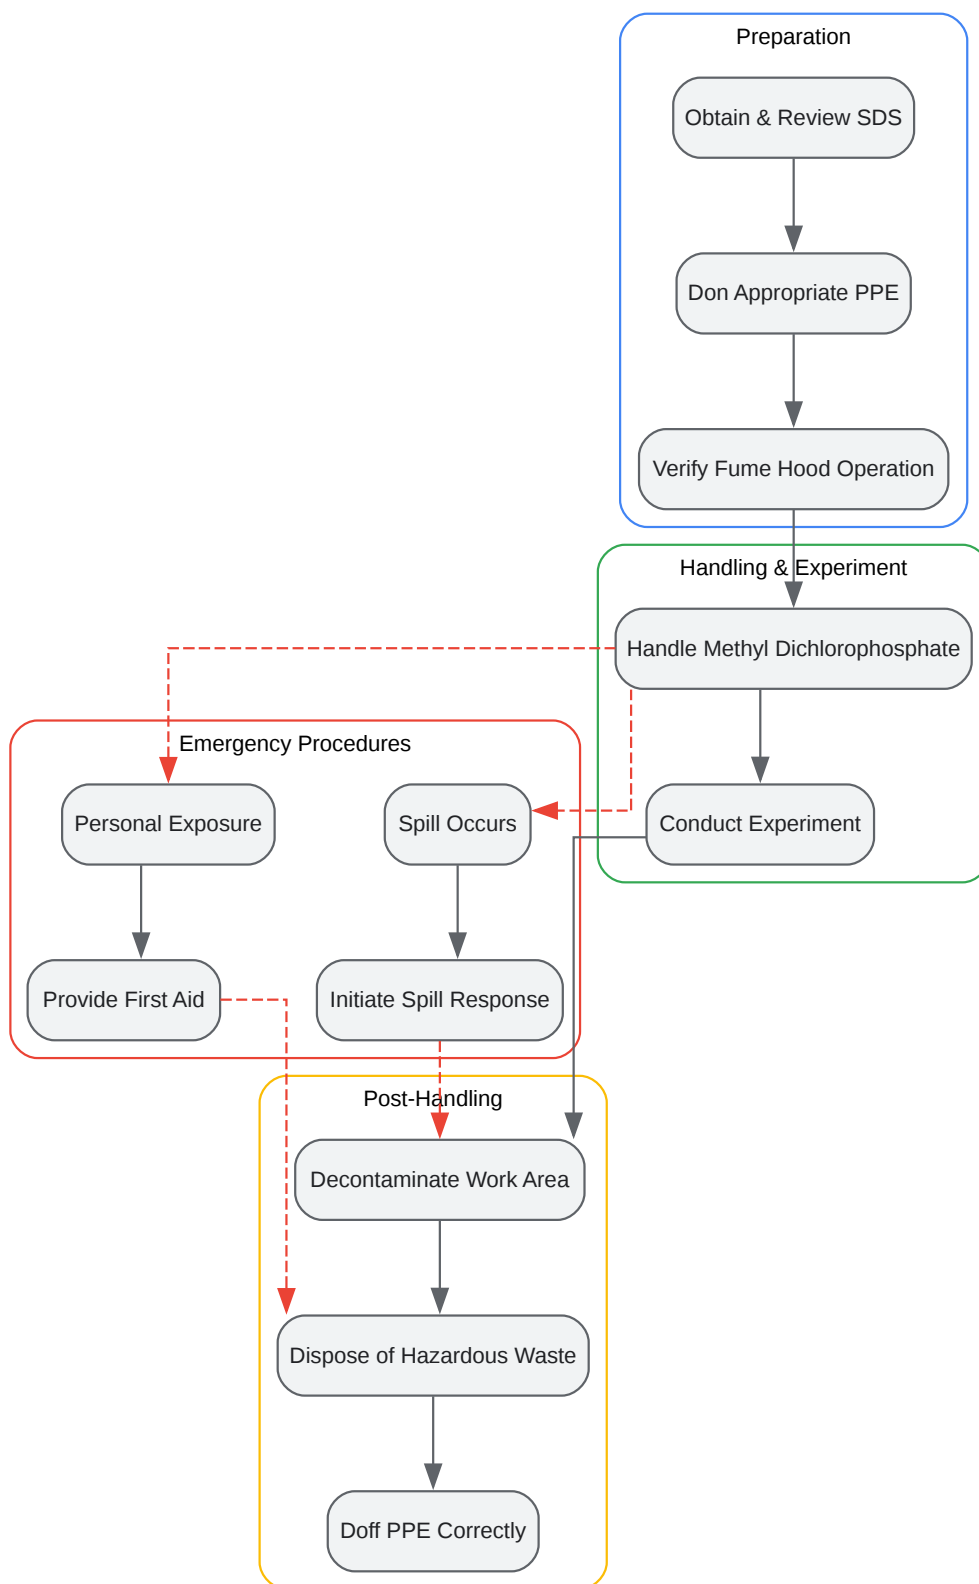 Preparation
Obtain & Review SDS
Don Appropriate PPE
Verify Fume Hood Operation
Handling & Experiment
Handle Methyl Dichlorophosphate
Emergency Procedures
Personal Exposure
Spill Occurs
Conduct Experiment
Provide First Aid
Initiate Spill Response
Post-Handling
Decontaminate Work Area
Dispose of Hazardous Waste
Doff PPE Correctly